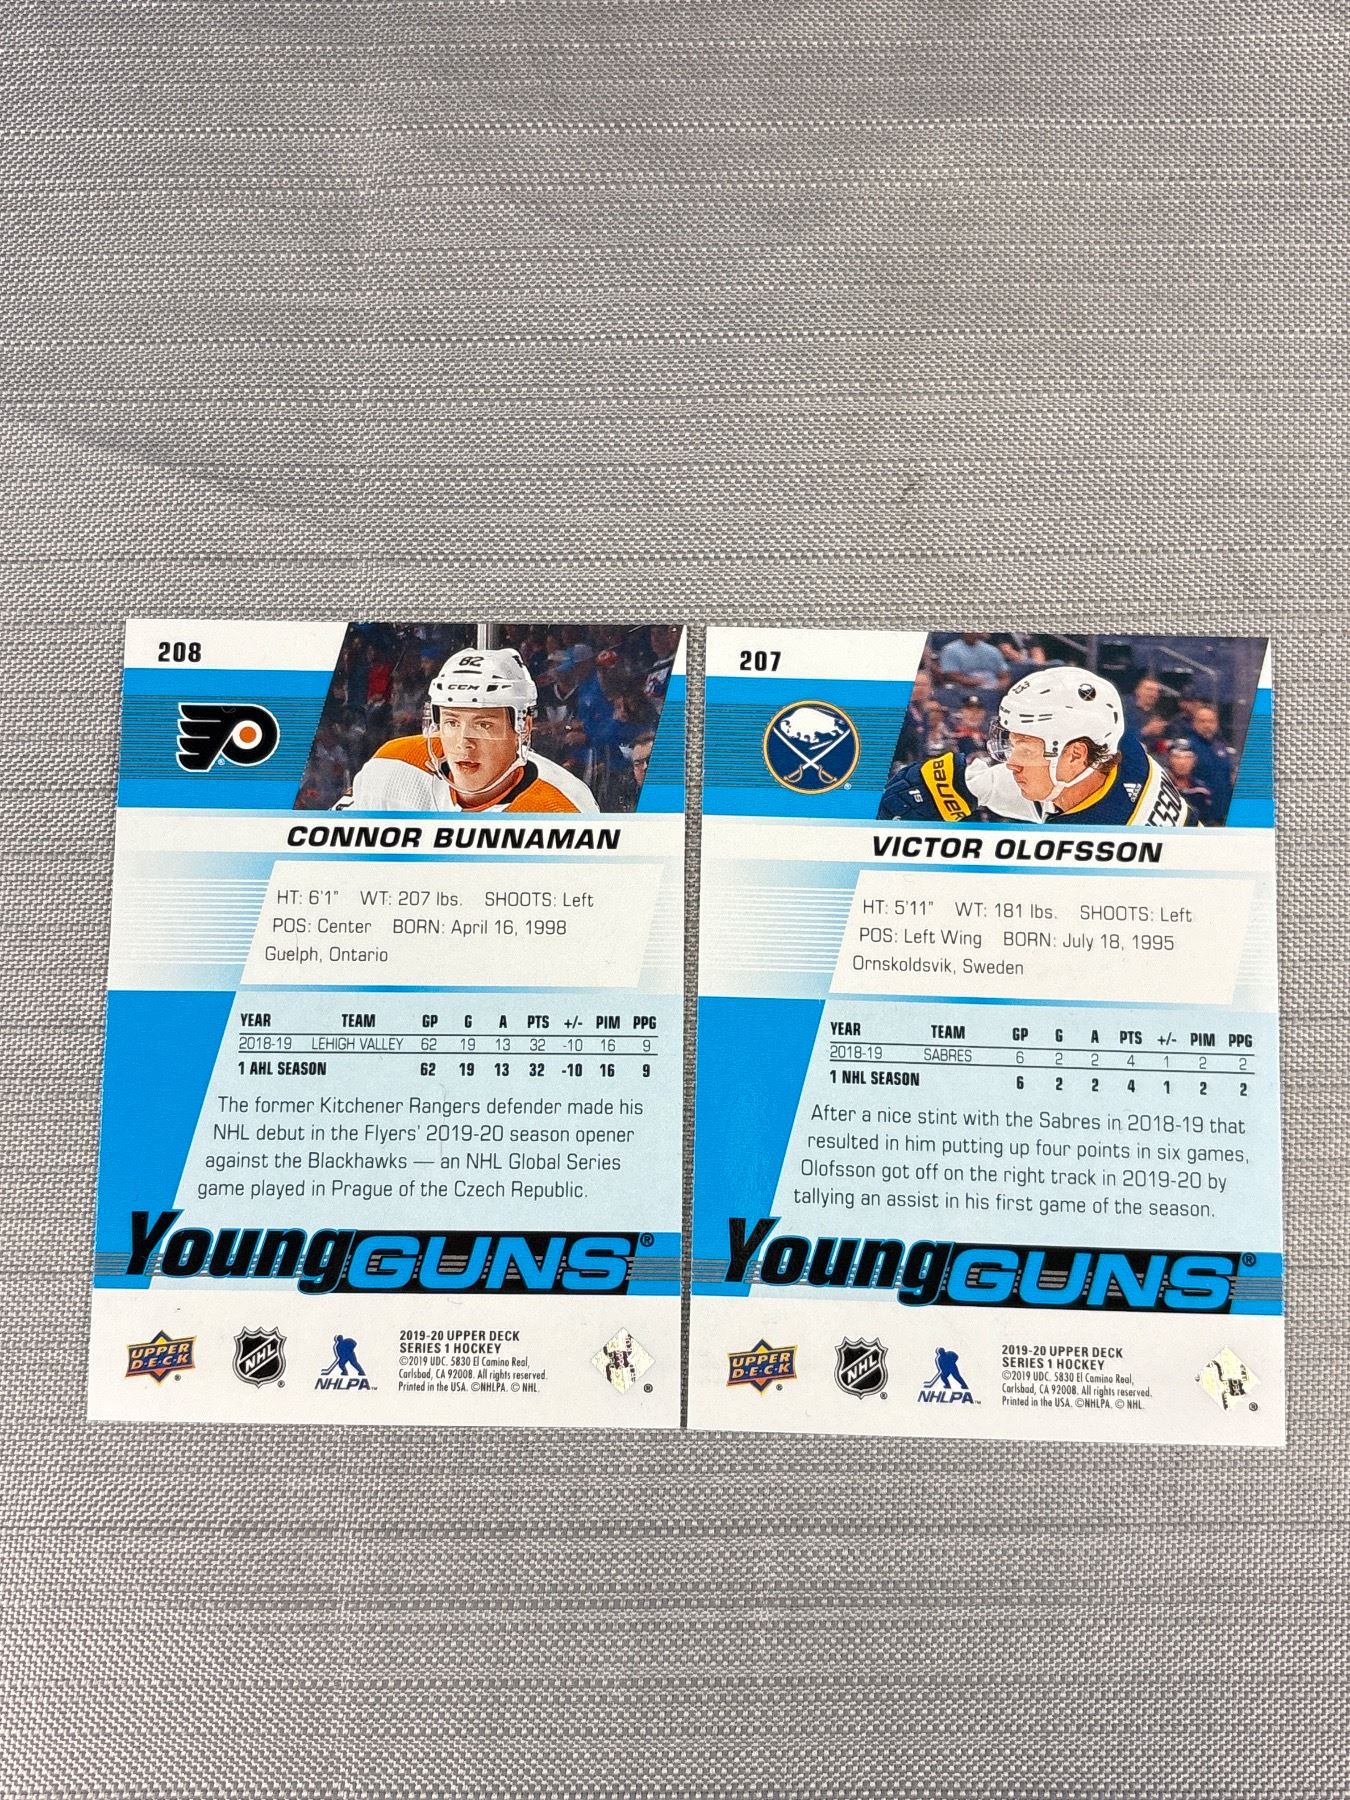 208
82
CCM
CONNOR BUNNAMAN
HT: 6'1" WT: 207 lbs. SHOOTS: Left
POS: Center BORN: April 16, 1998
Guelph, Ontario
YEAR TEAM GP G A PTS +/- PIM PPG
2018-19 LEHIGH VALLEY 62 19 13 32 -10 16 9
1 AHL SEASON 62 19 13 32 -10 16 9
The former Kitchener Rangers defender made his
NHL debut in the Flyers' 2019-20 season opener
against the Blackhawks — an NHL Global Series
game played in Prague of the Czech Republic.
Young GUNS®
UPPER
D·E·C·K
NHL
NHLPA
2019-20 UPPER DECK
SERIES 1 HOCKEY
©2019 UDC. 5830 El Camino Real,
Carlsbad, CA 92008. All rights reserved.
Printed in the USA. ©NHLPA. © NHL.
207
BAUER
VICTOR OLOFSSON
HT: 5'11" WT: 181 lbs. SHOOTS: Left
POS: Left Wing BORN: July 18, 1995
Ornskoldsvik, Sweden
YEAR TEAM GP G A PTS +/- PIM PPG
2018-19 SABRES 6 2 2 4 1 2 2
1 NHL SEASON 6 2 2 4 1 2 2
After a nice stint with the Sabres in 2018-19 that
resulted in him putting up four points in six games,
Olofsson got off on the right track in 2019-20 by
tallying an assist in his first game of the season.
Young GUNS®
UPPER
D·E·C·K
NHL
NHLPA
2019-20 UPPER DECK
SERIES 1 HOCKEY
©2019 UDC. 5830 El Camino Real,
Carlsbad, CA 92008. All rights reserved.
Printed in the USA. ©NHLPA. © NHL.